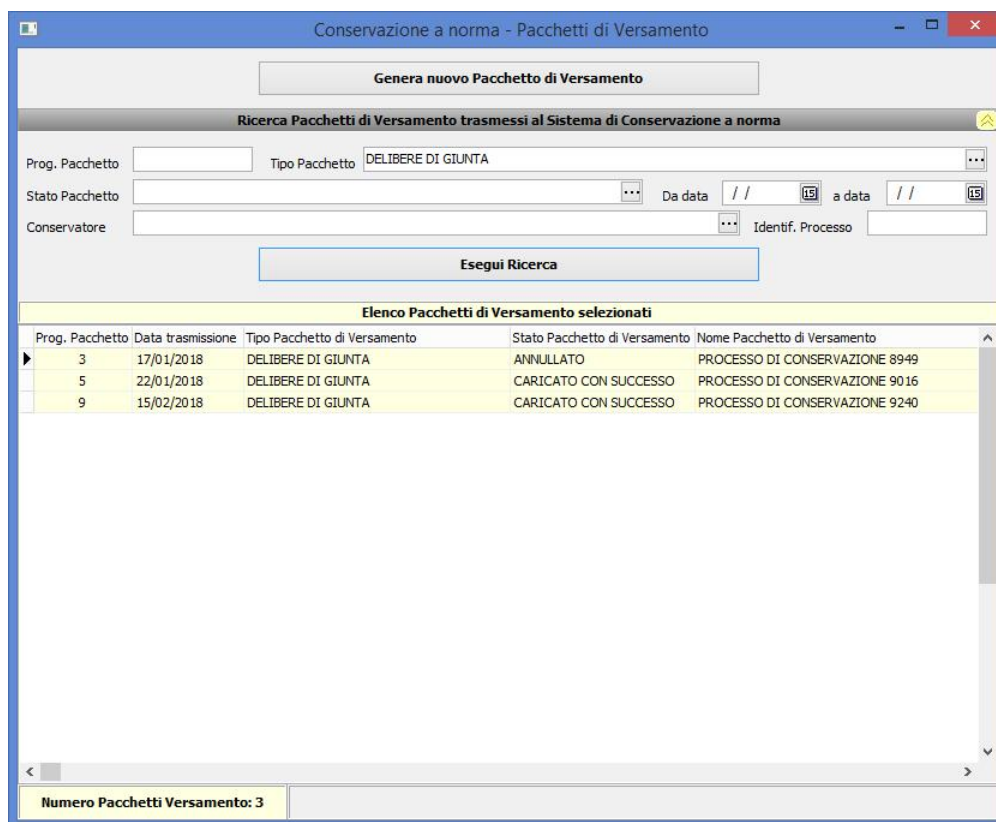 Conservazione a norma - Pacchetti di Versamento
Genera nuovo Pacchetto di Versamento
Ricerca Pacchetti di Versamento trasmessi al Sistema di Conservazione a norma
Prog. Pacchetto Tipo Pacchetto DELIBERE DI GIUNTA ...
Stato Pacchetto ... Da data / / 15 a data / / 15
Conservatore ... Identif. Processo
Esegui Ricerca
Elenco Pacchetti di Versamento selezionati
Prog. Pacchetto Data trasmissione Tipo Pacchetto di Versamento Stato Pacchetto di Versamento Nome Pacchetto di Versamento
3 17/01/2018 DELIBERE DI GIUNTA ANNULLATO PROCESSO DI CONSERVAZIONE 8949
5 22/01/2018 DELIBERE DI GIUNTA CARICATO CON SUCCESSO PROCESSO DI CONSERVAZIONE 9016
9 15/02/2018 DELIBERE DI GIUNTA CARICATO CON SUCCESSO PROCESSO DI CONSERVAZIONE 9240
Numero Pacchetti Versamento: 3